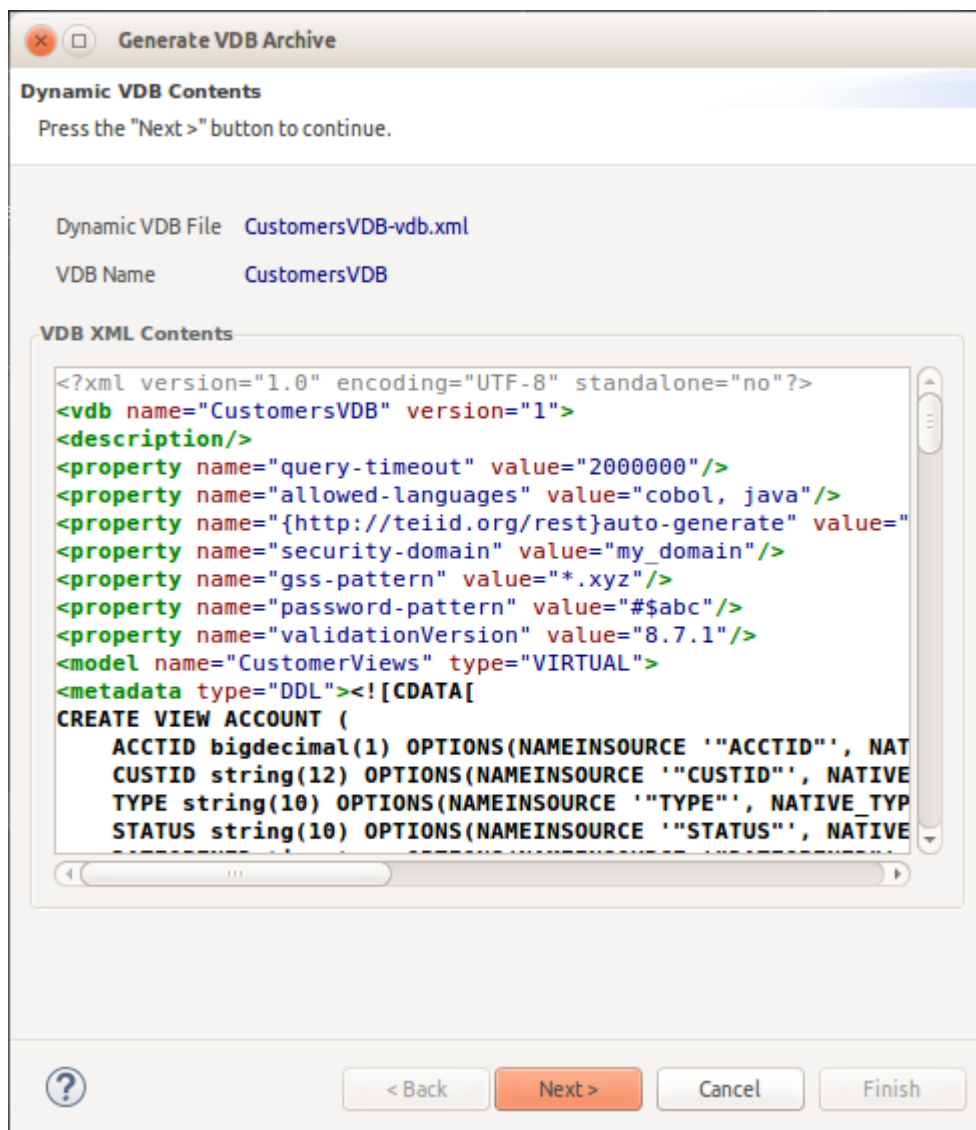 Generate VDB Archive
Dynamic VDB Contents
Press the "Next >" button to continue.
Dynamic VDB File CustomersVDB-vdb.xml
VDB Name CustomersVDB
VDB XML Contents
<?xml version="1.0" encoding="UTF-8" standalone="no"?>
<vdb name="CustomersVDB" version="1">
<description/>
<property name="query-timeout" value="2000000"/>
<property name="allowed-languages" value="cobol, java"/>
<property name="{http://teiid.org/rest}auto-generate" value="
<property name="security-domain" value="my_domain"/>
<property name="gss-pattern" value="*.xyz"/>
<property name="password-pattern" value="#$abc"/>
<property name="validationVersion" value="8.7.1"/>
<model name="CustomerViews" type="VIRTUAL">
<metadata type="DDL"><![CDATA[
CREATE VIEW ACCOUNT (
ACCTID bigdecimal(1) OPTIONS(NAMEINSOURCE '"ACCTID"', NAT
CUSTID string(12) OPTIONS(NAMEINSOURCE '"CUSTID"', NATIVE
TYPE string(10) OPTIONS(NAMEINSOURCE '"TYPE"', NATIVE_TYP
STATUS string(10) OPTIONS(NAMEINSOURCE '"STATUS"', NATIVE
? < Back Next > Cancel Finish